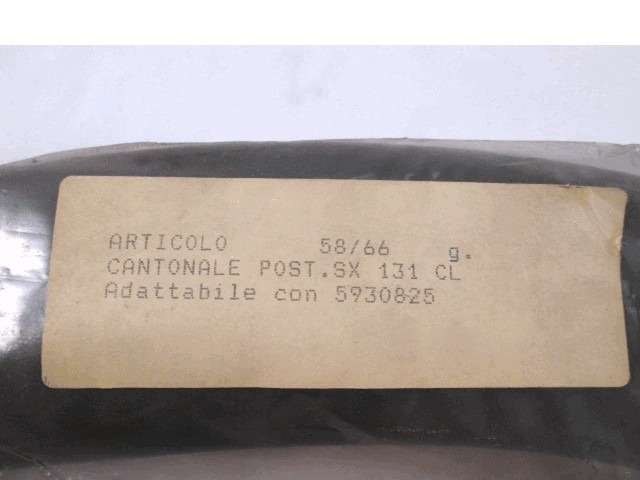 ARTICOLO 58/66 g.
CANTONALE POST.SX 131 CL
Adattabile con 5930825